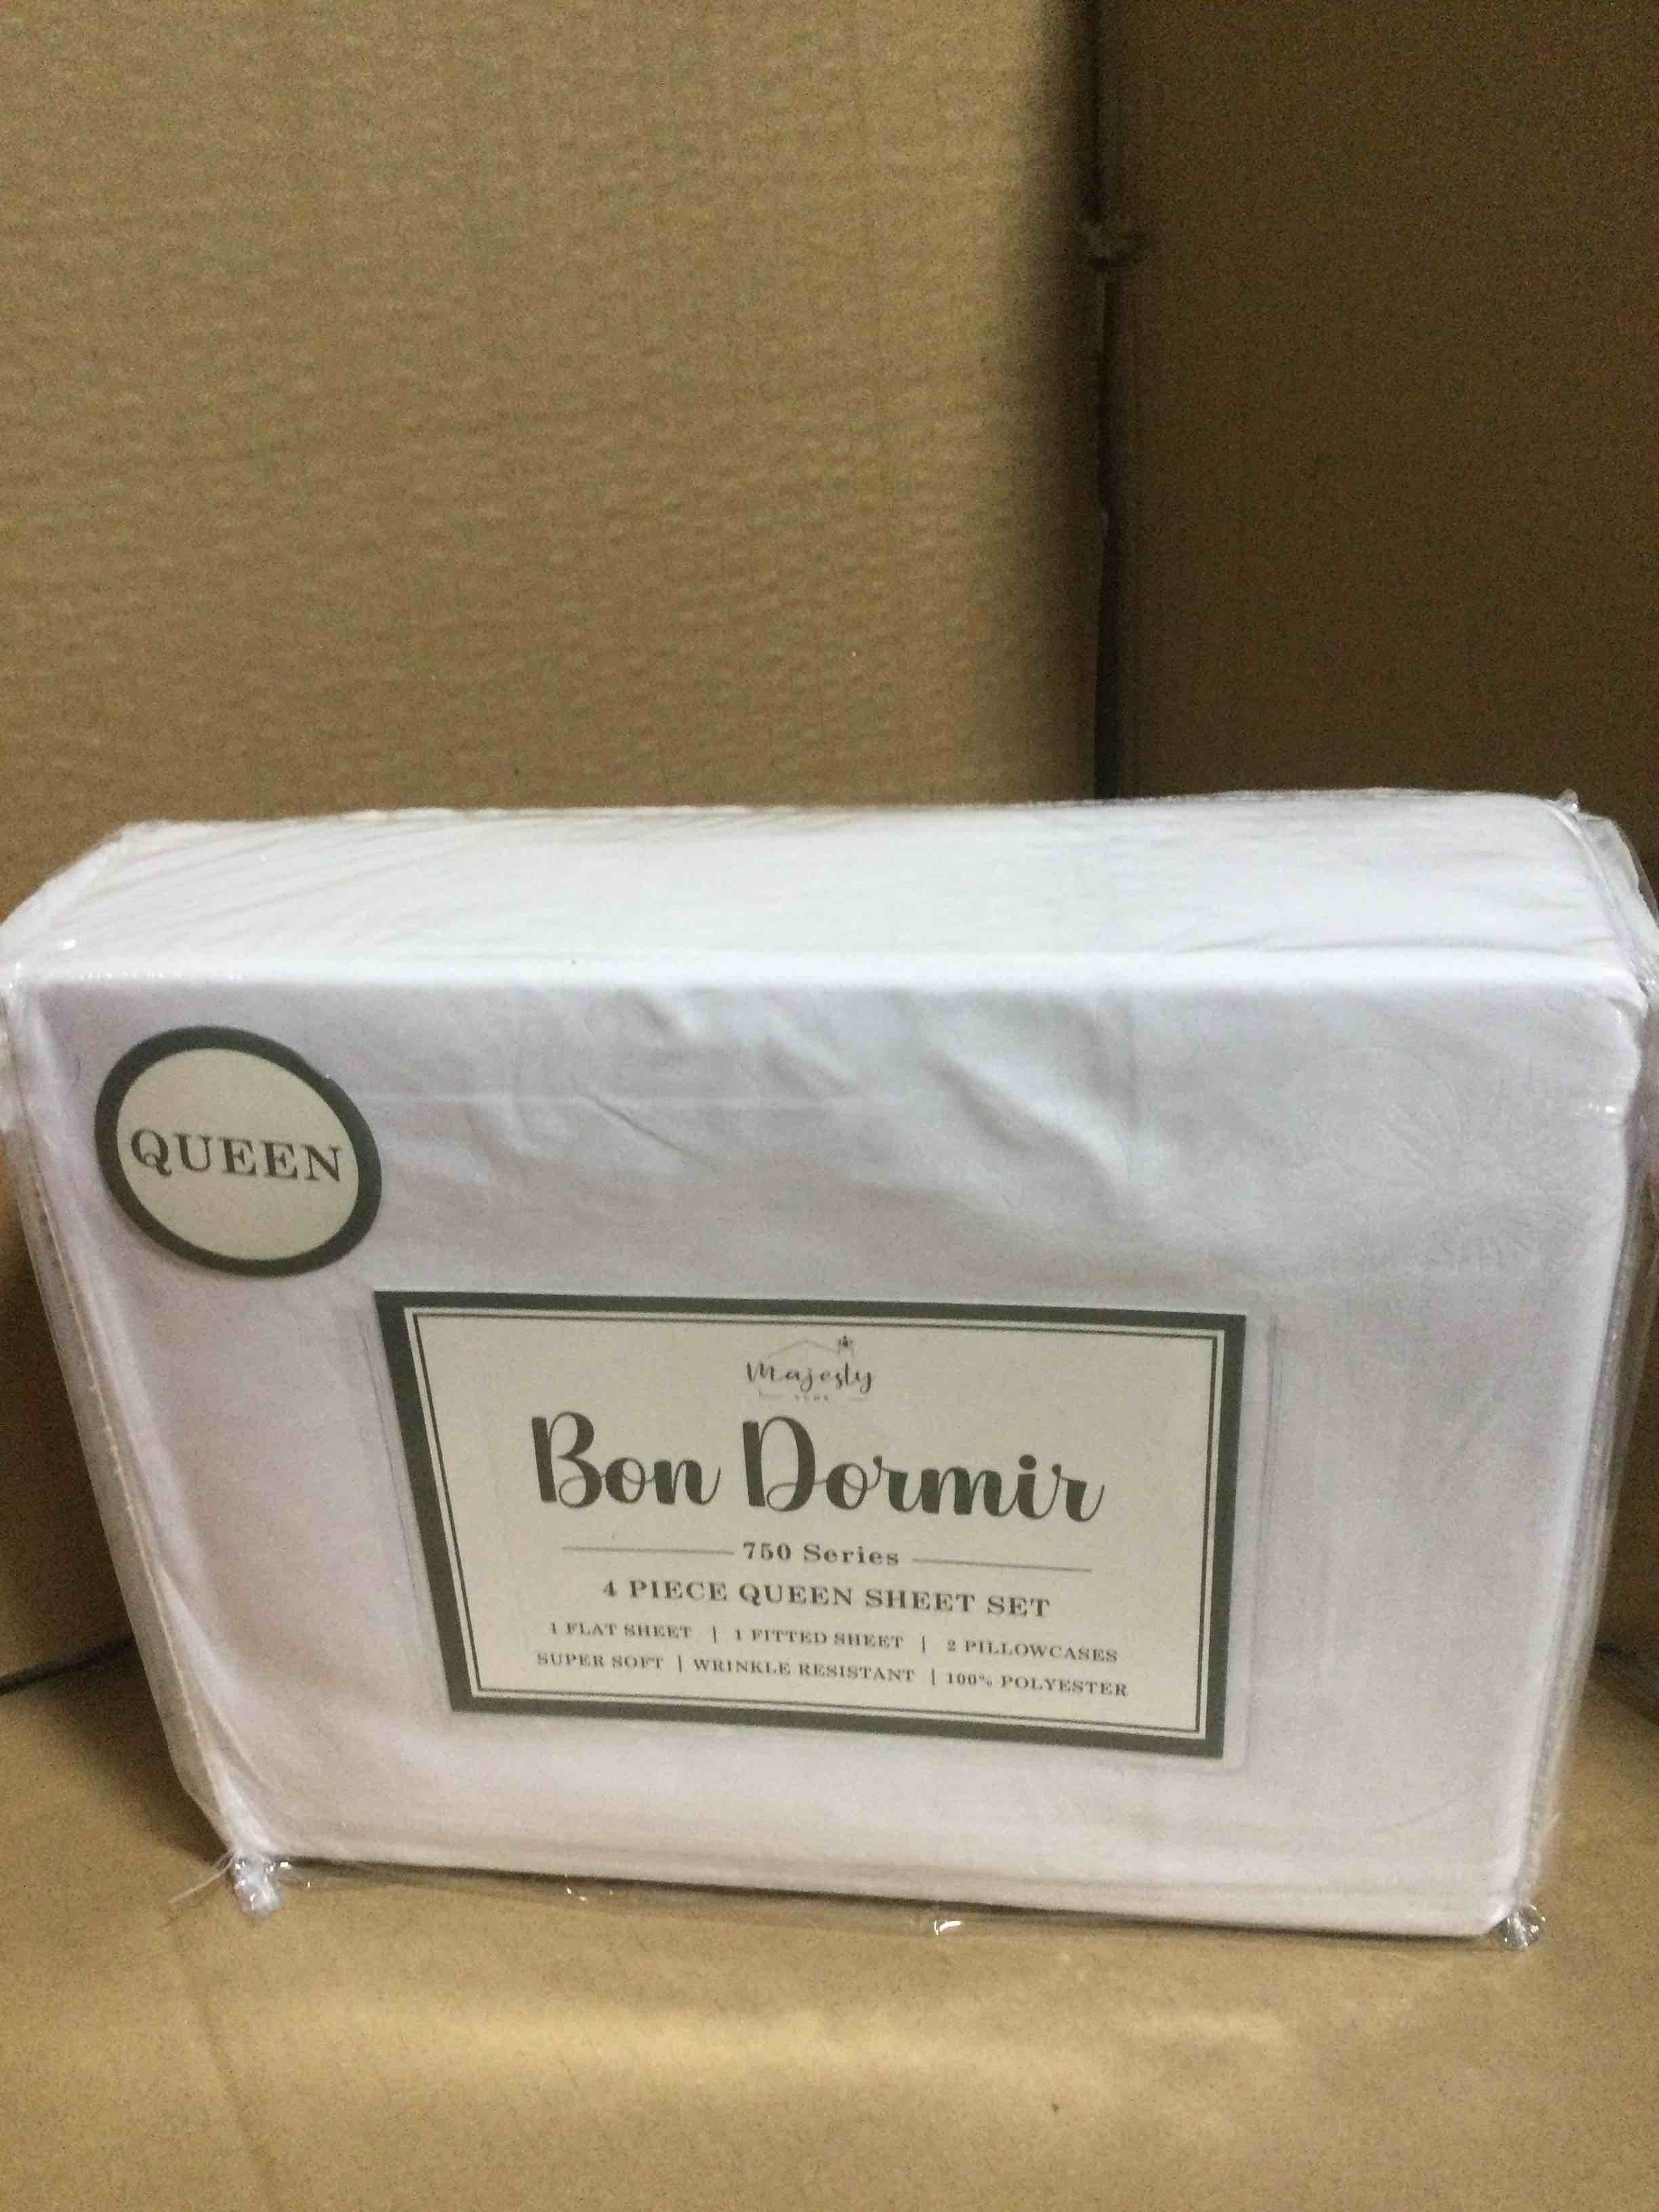 QUEEN
Majesty
Bon Dormir
750 Series
4 PIECE QUEEN SHEET SET
1 FLAT SHEET | 1 FITTED SHEET | 2 PILLOWCASES
SUPER SOFT | WRINKLE RESISTANT | 100% POLYESTER